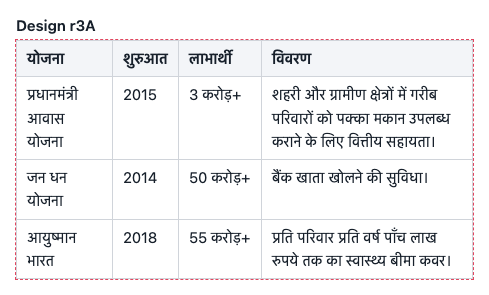 Design r3A
योजना शुरुआत लाभार्थी विवरण
प्रधानमंत्री आवास योजना 2015 3 करोड़+ शहरी और ग्रामीण क्षेत्रों में गरीब परिवारों को पक्का मकान उपलब्ध कराने के लिए वित्तीय सहायता।
जन धन योजना 2014 50 करोड़+ बैंक खाता खोलने की सुविधा।
आयुष्मान भारत 2018 55 करोड़+ प्रति परिवार प्रति वर्ष पाँच लाख रुपये तक का स्वास्थ्य बीमा कवर।